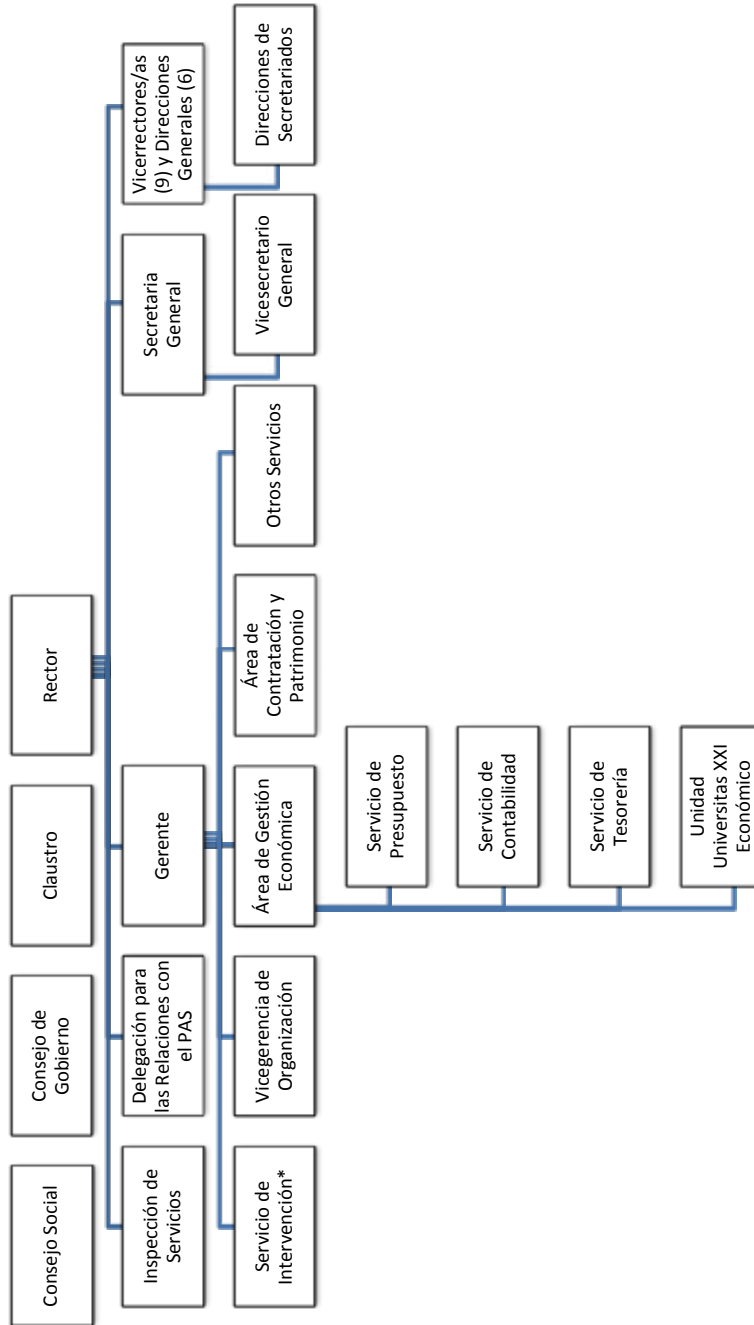 Consejo Social
Consejo de
Gobierno
Claustro
Rector
Inspección de
Servicios
Delegación para
las Relaciones con
el PAS
Gerente
Secretaria
General
Vicerrectores/as
(9) y Direcciones
Generales (6)
Servicio de
Intervención*
Vicegerencia de
Organización
Área de Gestión
Económica
Área de
Contratación y
Patrimonio
Otros Servicios
Vicesecretario
General
Direcciones de
Secretariados
Servicio de
Presupuesto
Servicio de
Contabilidad
Servicio de
Tesorería
Unidad
Universitas XXI
Económico